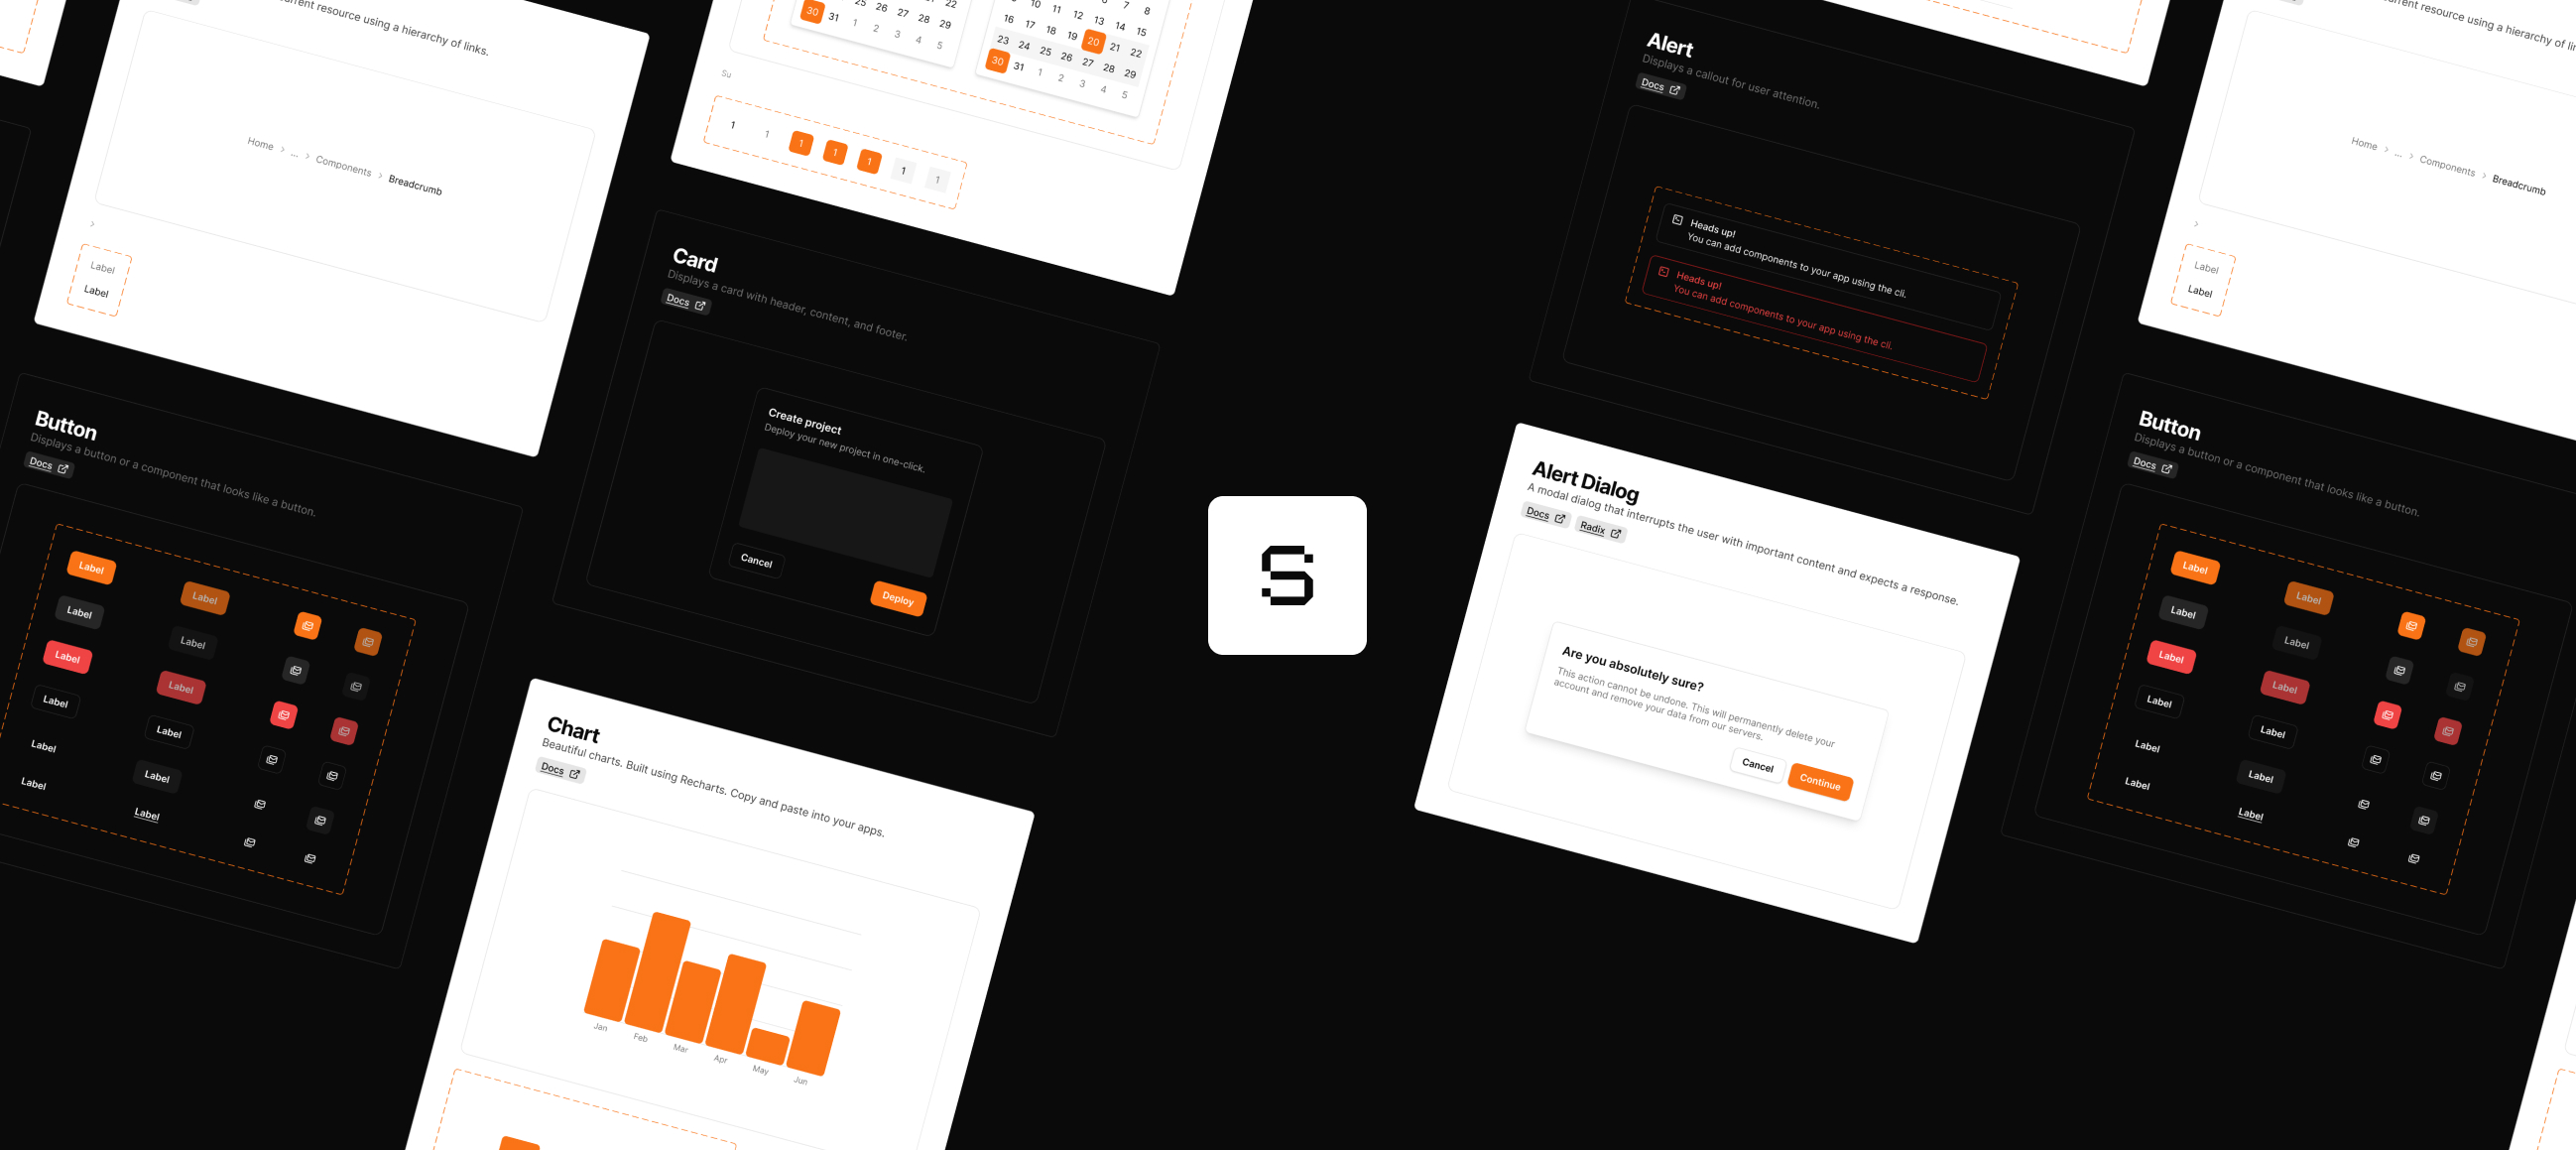 current resource using a hierarchy of links.
Home > ... > Components > Breadcrumb
>
Label
Label
Button
Displays a button or a component that looks like a button.
Docs
Label
Label
Label
Label
Label
Label
Label
Label
Label
Label
Label
Label
25 26 27 28 29
30 31 1 2 3 4 5
7 8
10 11 12 13 14 15
16 17 18 19 20 21 22
23 24 25 26 27 28 29
30 31 1 2 3 4 5
Su
1 1 1 1 1 1 1
Card
Displays a card with header, content, and footer.
Docs
Create project
Deploy your new project in one-click.
Cancel
Deploy
Chart
Beautiful charts. Built using Recharts. Copy and paste into your apps.
Docs
Jan Feb Mar Apr May Jun
S
Alert
Displays a callout for user attention.
Docs
Heads up!
You can add components to your app using the cli.
Heads up!
You can add components to your app using the cli.
Alert Dialog
A modal dialog that interrupts the user with important content and expects a response.
Docs Radix
Are you absolutely sure?
This action cannot be undone. This will permanently delete your
account and remove your data from our servers.
Cancel Continue
resource using a hierarchy of
Home > ... > Components > Breadcrumb
>
Label
Label
Button
Displays a button or a component that looks like a button.
Docs
Label
Label
Label
Label
Label
Label
Label
Label
Label
Label
Label
Label